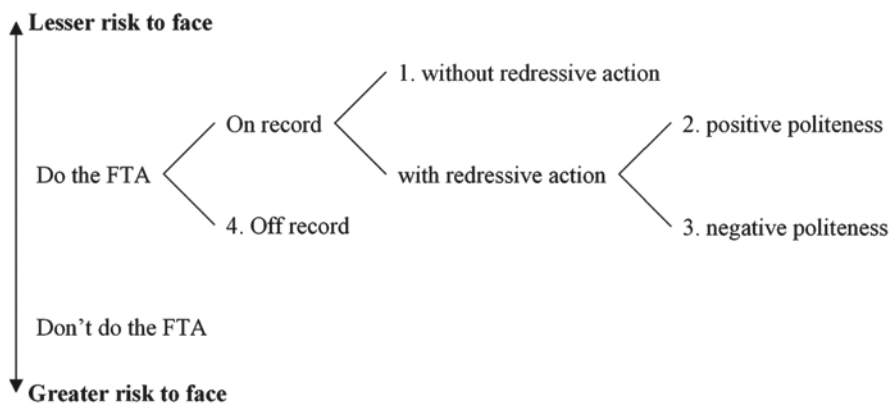 Lesser risk to face
1. without redressive action
On record
2. positive politeness
Do the FTA
with redressive action
4. Off record
3. negative politeness
Don't do the FTA
Greater risk to face